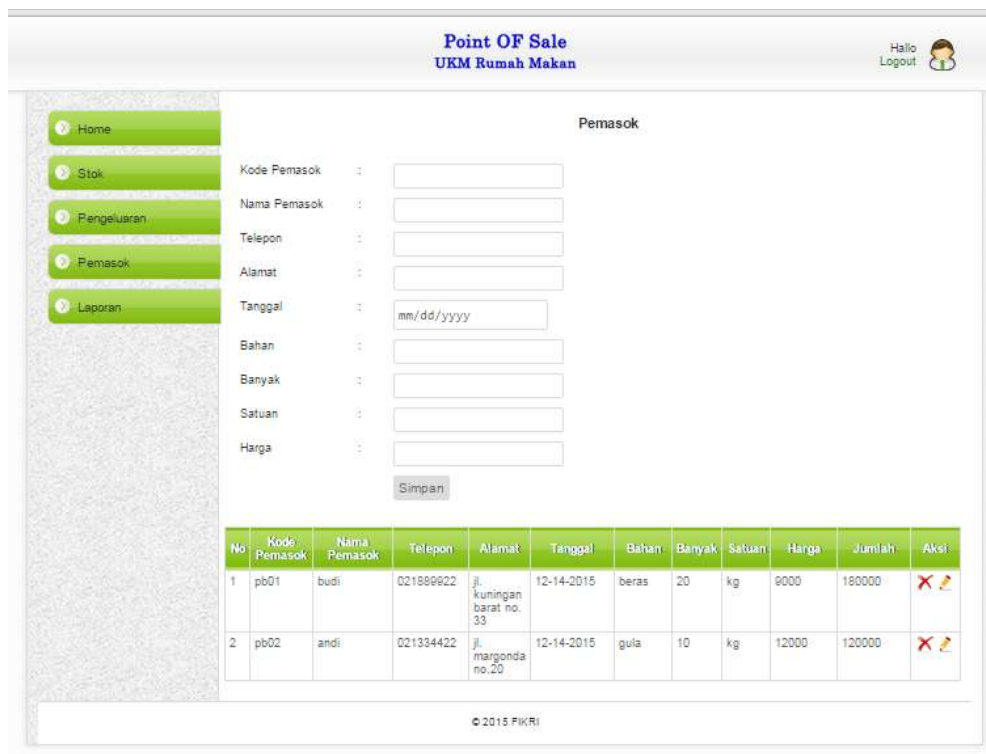 Point OF Sale
UKM Rumah Makan
Hallo
Logout
Home
Stok
Pengeluaran
Pemasok
Laporan
Pemasok
Kode Pemasok :
Nama Pemasok :
Telepon :
Alamat :
Tanggal : mm/dd/yyyy
Bahan :
Banyak :
Satuan :
Harga :
Simpan
No Kode Pemasok Nama Pemasok Telepon Alamat Tanggal Bahan Banyak Satuan Harga Jumlah Aksi
1 pb01 budi 021889922 jl. kuningan barat no. 33 12-14-2015 beras 20 kg 9000 180000
2 pb02 andi 021334422 jl. margonda no.20 12-14-2015 gula 10 kg 12000 120000
© 2015 FIKRI